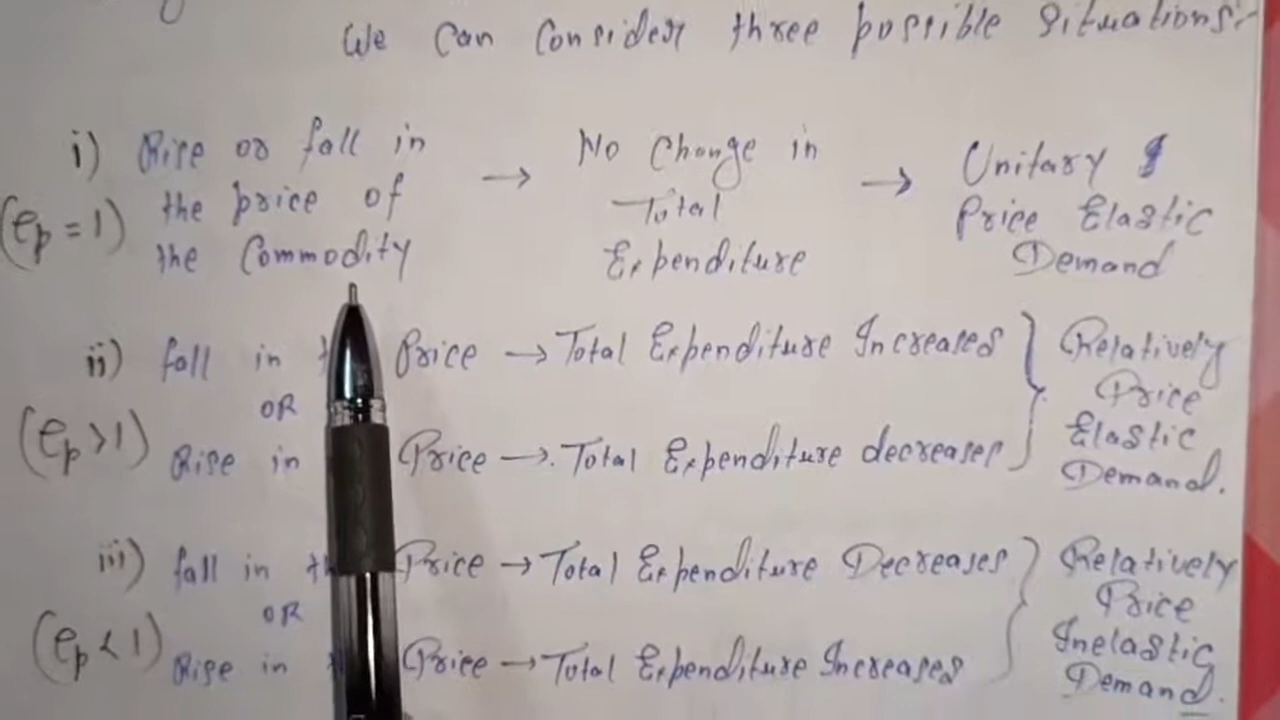 We can consider three possible situations:-
i) Rise or fall in → No change in → Unitary
(ep = 1) the price of Total Price Elastic
the commodity Expenditure Demand
ii) fall in Price → Total Expenditure Increases } Relatively
OR Price
(ep > 1) Rise in Price → Total Expenditure decreases Elastic
Demand.
iii) fall in Price → Total Expenditure Decreases } Relatively
OR Price
(ep < 1) Rise in Price → Total Expenditure Increases Inelastic
Demand.